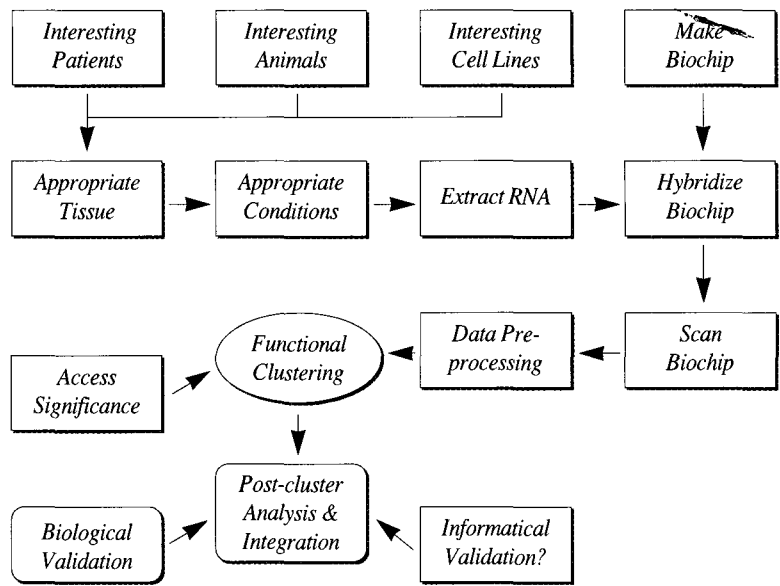 Interesting
Patients
Interesting
Animals
Interesting
Cell Lines
Make
Biochip
Appropriate
Tissue
Appropriate
Conditions
Extract RNA
Hybridize
Biochip
Functional
Clustering
Data Pre-
processing
Scan
Biochip
Access
Significance
Post-cluster
Analysis &
Integration
Biological
Validation
Informatical
Validation?